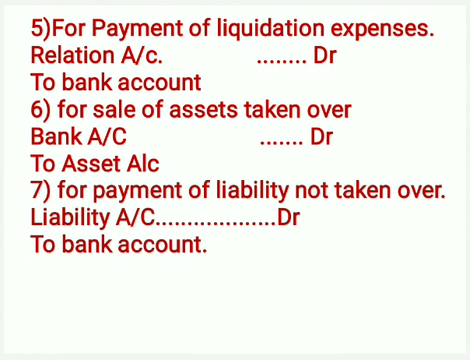 5)For Payment of liquidation expenses.
Relation A/c. ........ Dr
To bank account
6) for sale of assets taken over
Bank A/C ....... Dr
To Asset Alc
7) for payment of liability not taken over.
Liability A/C...................Dr
To bank account.